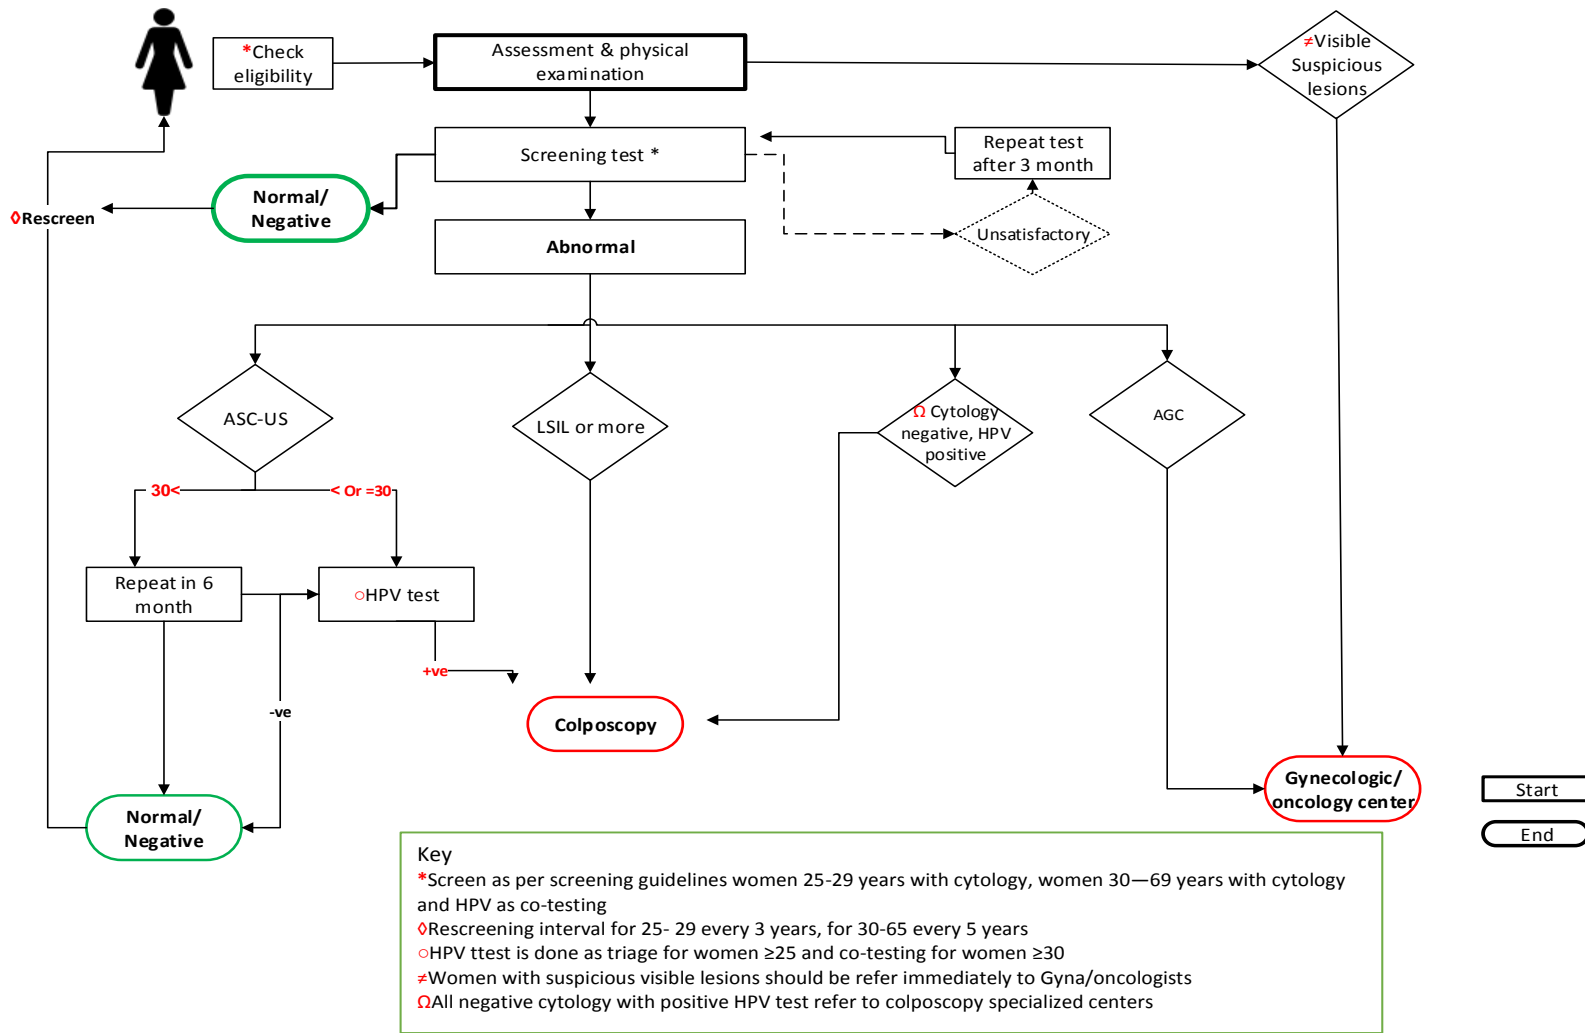 *Check
eligibility
Assessment & physical
examination
≠Visible
Suspicious
lesions
Screening test *
Repeat test
after 3 month
Normal/
Negative
◊Rescreen
Unsatisfactory
Abnormal
ASC-US
LSIL or more
Ω Cytology
negative, HPV
positive
AGC
30<
< Or =30
Repeat in 6
month
○HPV test
+ve
-ve
Colposcopy
Normal/
Negative
Gynecologic/
oncology center
Start
End
Key
*Screen as per screening guidelines women 25-29 years with cytology, women 30—69 years with cytology
and HPV as co-testing
◊Rescreening interval for 25- 29 every 3 years, for 30-65 every 5 years
○HPV ttest is done as triage for women ≥25 and co-testing for women ≥30
≠Women with suspicious visible lesions should be refer immediately to Gyna/oncologists
ΩAll negative cytology with positive HPV test refer to colposcopy specialized centers